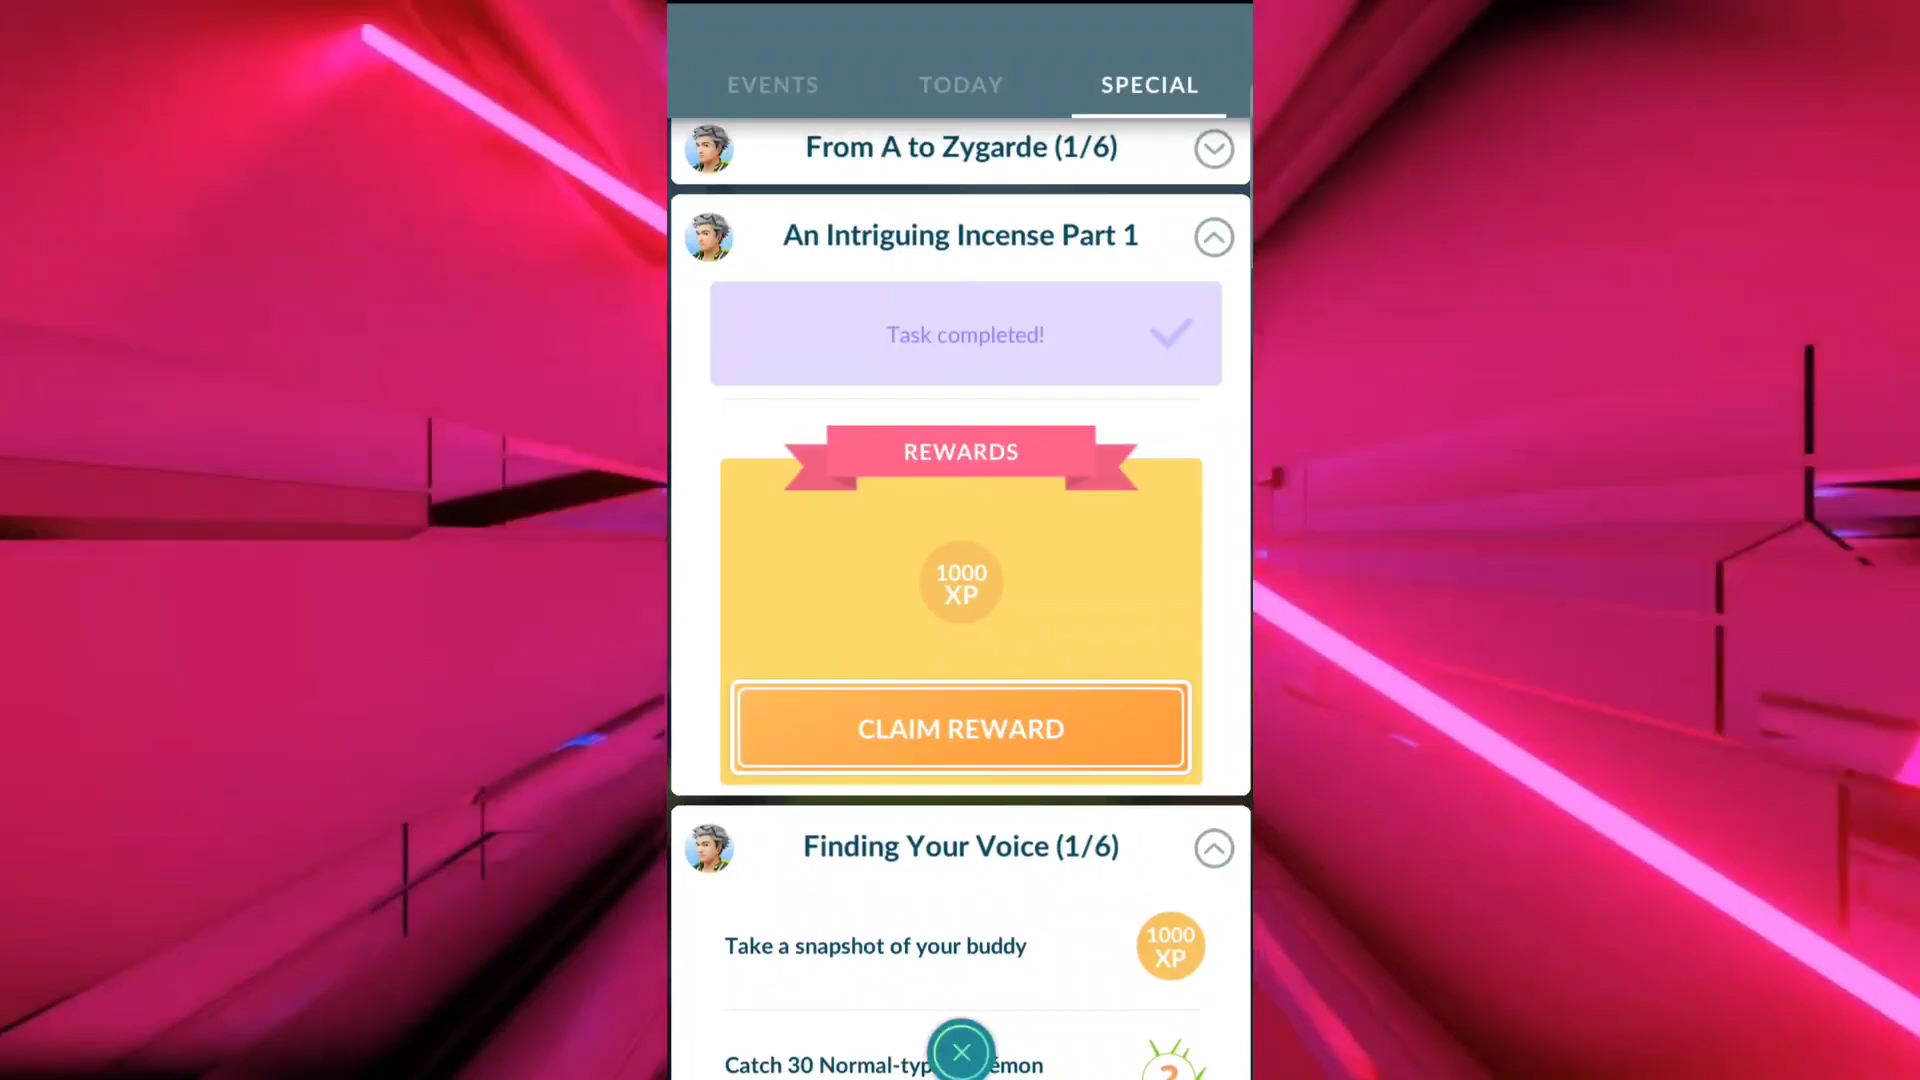 EVENTS TODAY SPECIAL
From A to Zygarde (1/6)
An Intriguing Incense Part 1
Task completed!
REWARDS
1000
XP
CLAIM REWARD
Finding Your Voice (1/6)
Take a snapshot of your buddy
1000
XP
Catch 30 Normal-typ émon
?